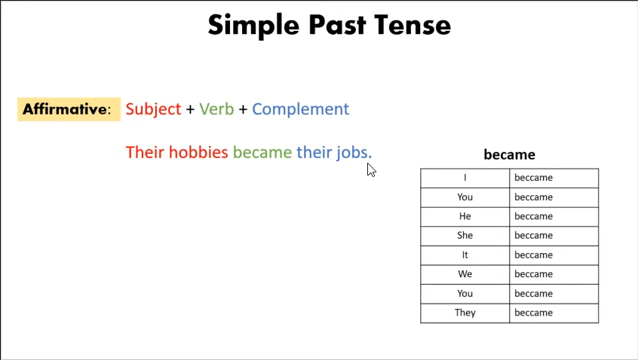 Simple Past Tense
Affirmative: Subject + Verb + Complement
Their hobbies became their jobs.
became
I beccame
You beccame
He beccame
She beccame
It beccame
We beccame
You beccame
They beccame